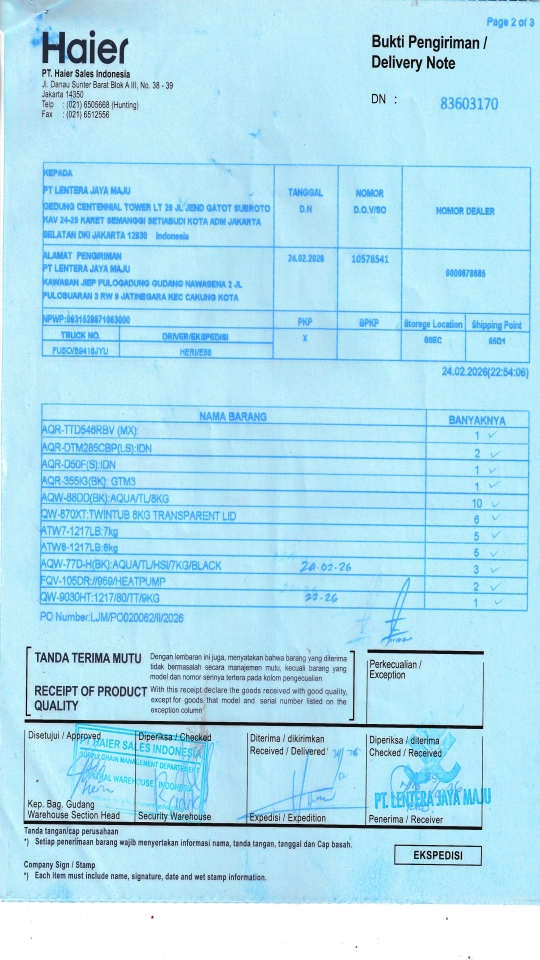 Page 2 of 3
Haier
Bukti Pengiriman /
Delivery Note
PT. Haier Sales Indonesia
Jl. Danau Sunter Barat Blok A III, No. 38 - 39
Jakarta 14350
Telp : (021) 6505668 (Hunting)
Fax : (021) 6512556
DN : 83603170
KEPADA
PT LENTERA JAYA MAJU
GEDUNG CENTENNIAL TOWER LT 29 JL JEND GATOT SUBROTO
KAV 24-25 KARET SEMANGGI SETIABUDI KOTA ADM JAKARTA
SELATAN DKI JAKARTA 12930 Indonesia
TANGGAL
D.N
NOMOR
D.O.V/SO
NOMOR DEALER
ALAMAT PENGIRIMAN
PT LENTERA JAYA MAJU
KAWASAN JIEP PULOGADUNG GUDANG NAWASENA 2 JL
PULOBUARAN 3 RW 9 JATINEGARA KEC CAKUNG KOTA
24.02.2026
10578541
NPWP:
PKP
BPKP
Storege Location
Shipping Point
TRUCK NO.
DRIVER/EKSPEDISI
X
00EC
65D1
24.02.2026(22:54:06)
NAMA BARANG BANYAKNYA
AQR-TTD546RBV (MX): 1
AQR-DTM285CBP(LS):IDN 2
AQR-D50F(S):IDN 1
AQR-355IG(BK): GTM3 1
AQW-88DD(BK):AQUA/TL/8KG 10
QW-870XT:TWINTUB 8KG TRANSPARENT LID 6
ATW7-1217LB:7kg 5
ATW8-1217LB:8kg 5
AQW-77D-H(BK):AQUA/TL/HSI/7KG/BLACK 24-02-26 3
FQV-105DR://959/HEATPUMP 2
QW-9030HT:1217/80/TT/9KG 22-26 1
PO Number:LJM/PO020062/II/2026
TANDA TERIMA MUTU
Dengan lembaran ini juga, menyatakan bahwa barang yang diterima
tidak bermasalah secara manajemen mutu, kecuali barang yang
model dan nomor serinya tertera pada kolom pengecualian
RECEIPT OF PRODUCT
QUALITY
With this receipt declare the goods received with good quality,
except for goods that model and serial number listed on the
exception column
Perkecualian /
Exception
Disetujui / Approved
Diperiksa / Checked
Diterima / dikirimkan
Received / Delivered
Diperiksa / diterima
Checked / Received
PT HAIER SALES INDONESIA
SUPPLY CHAIN MANAGEMENT DEPARTEMENT
PT. LENTERA JAYA MAJU
Kep. Bag. Gudang
Warehouse Section Head
Security Warehouse
Expedisi / Expedition
Penerima / Receiver
Tanda tangan/cap perusahaan
*) Setiap penerimaan barang wajib menyertakan informasi nama, tanda tangan, tanggal dan Cap basah.
EKSPEDISI
Company Sign / Stamp
*) Each item must include name, signature, date and wet stamp information.